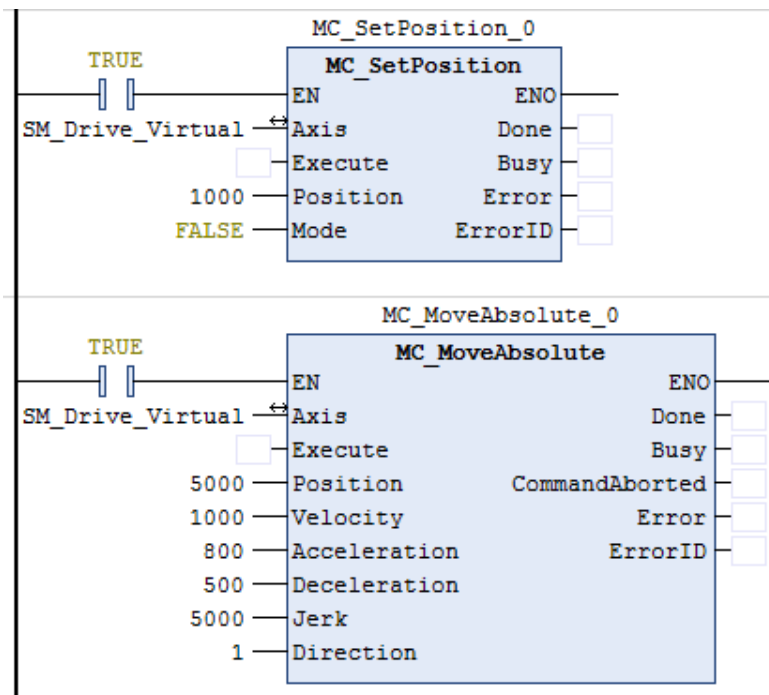 MC_SetPosition_0
TRUE
MC_SetPosition
EN ENO
SM_Drive_Virtual Axis Done
Execute Busy
1000 Position Error
FALSE Mode ErrorID
MC_MoveAbsolute_0
TRUE
MC_MoveAbsolute
EN ENO
SM_Drive_Virtual Axis Done
Execute Busy
5000 Position CommandAborted
1000 Velocity Error
800 Acceleration ErrorID
500 Deceleration
5000 Jerk
1 Direction